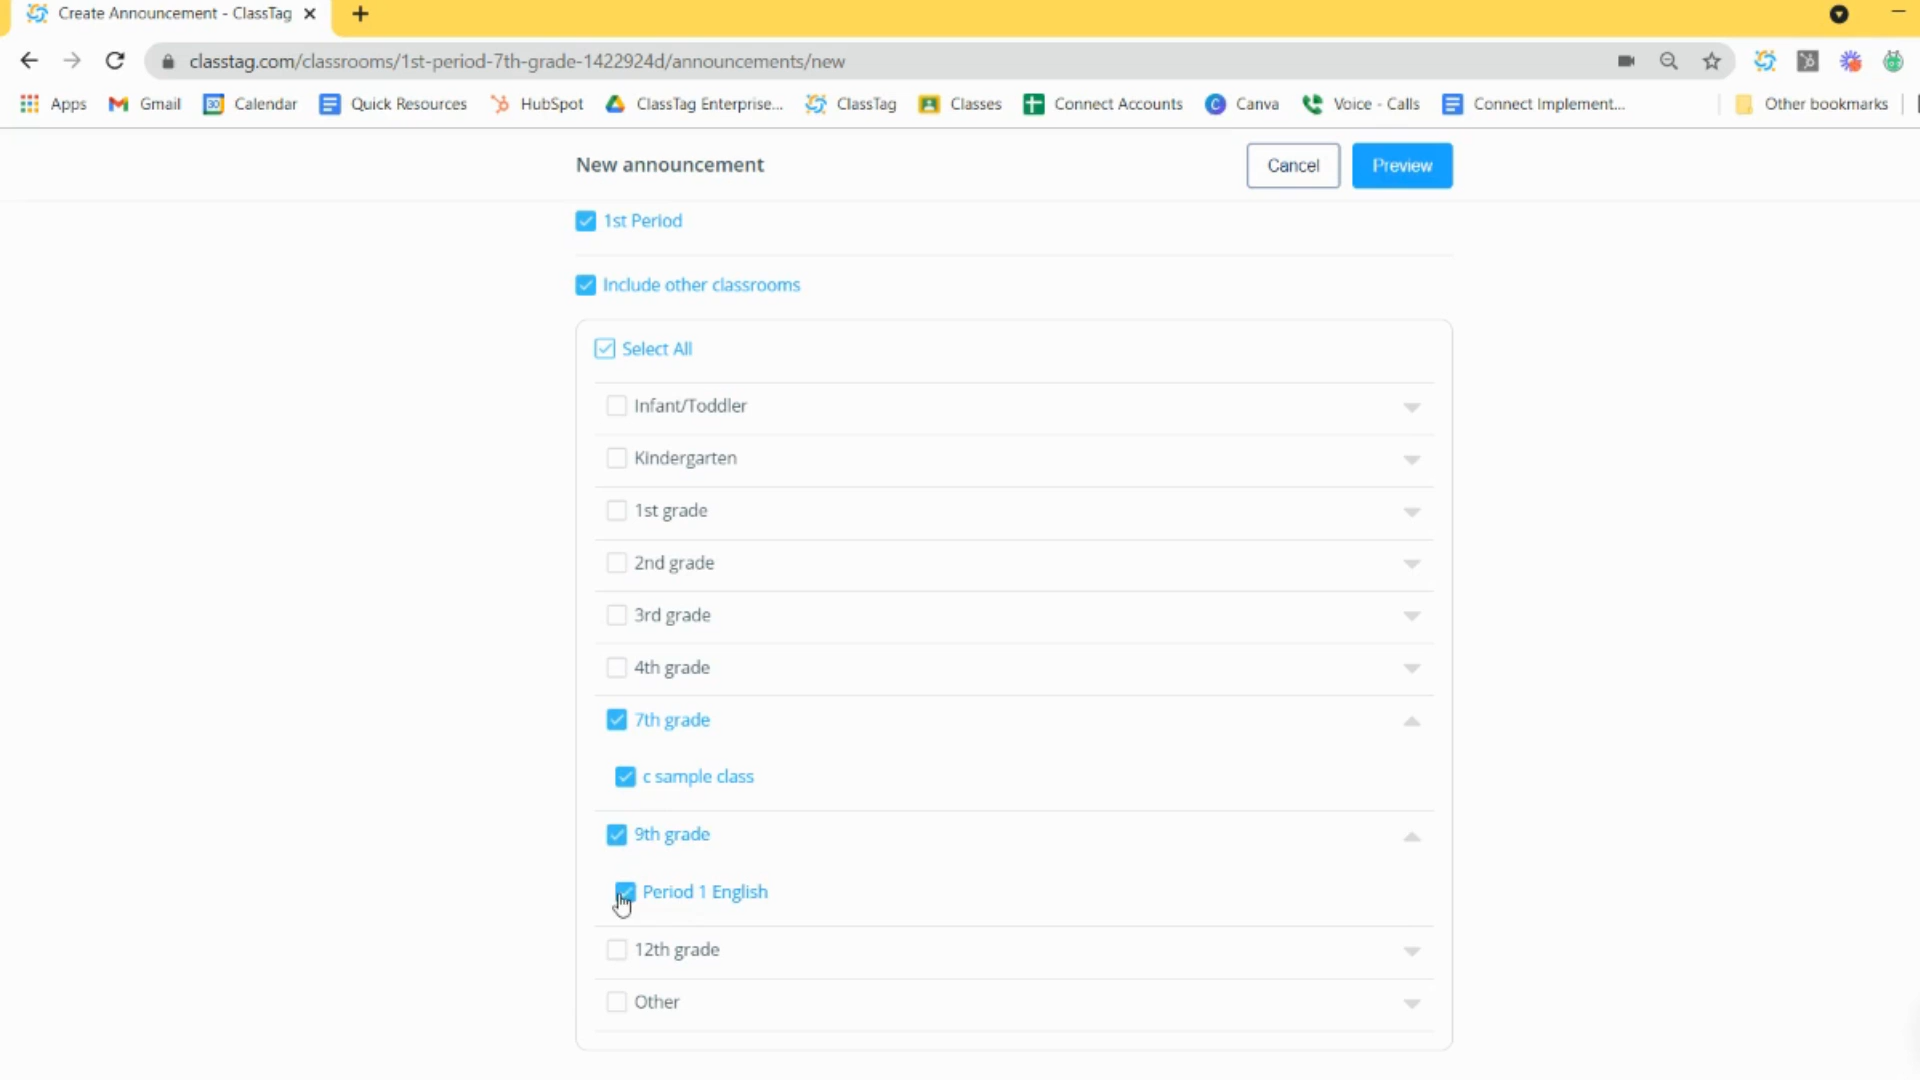 Create Announcement - ClassTag
classtag.com/classrooms/1st-period-7th-grade-1422924d/announcements/new
Apps Gmail Calendar Quick Resources HubSpot ClassTag Enterprise... ClassTag Classes Connect Accounts Canva Voice - Calls Connect Implement... Other bookmarks
New announcement Cancel Preview
1st Period
Include other classrooms
Select All
Infant/Toddler
Kindergarten
1st grade
2nd grade
3rd grade
4th grade
7th grade
c sample class
9th grade
Period 1 English
12th grade
Other